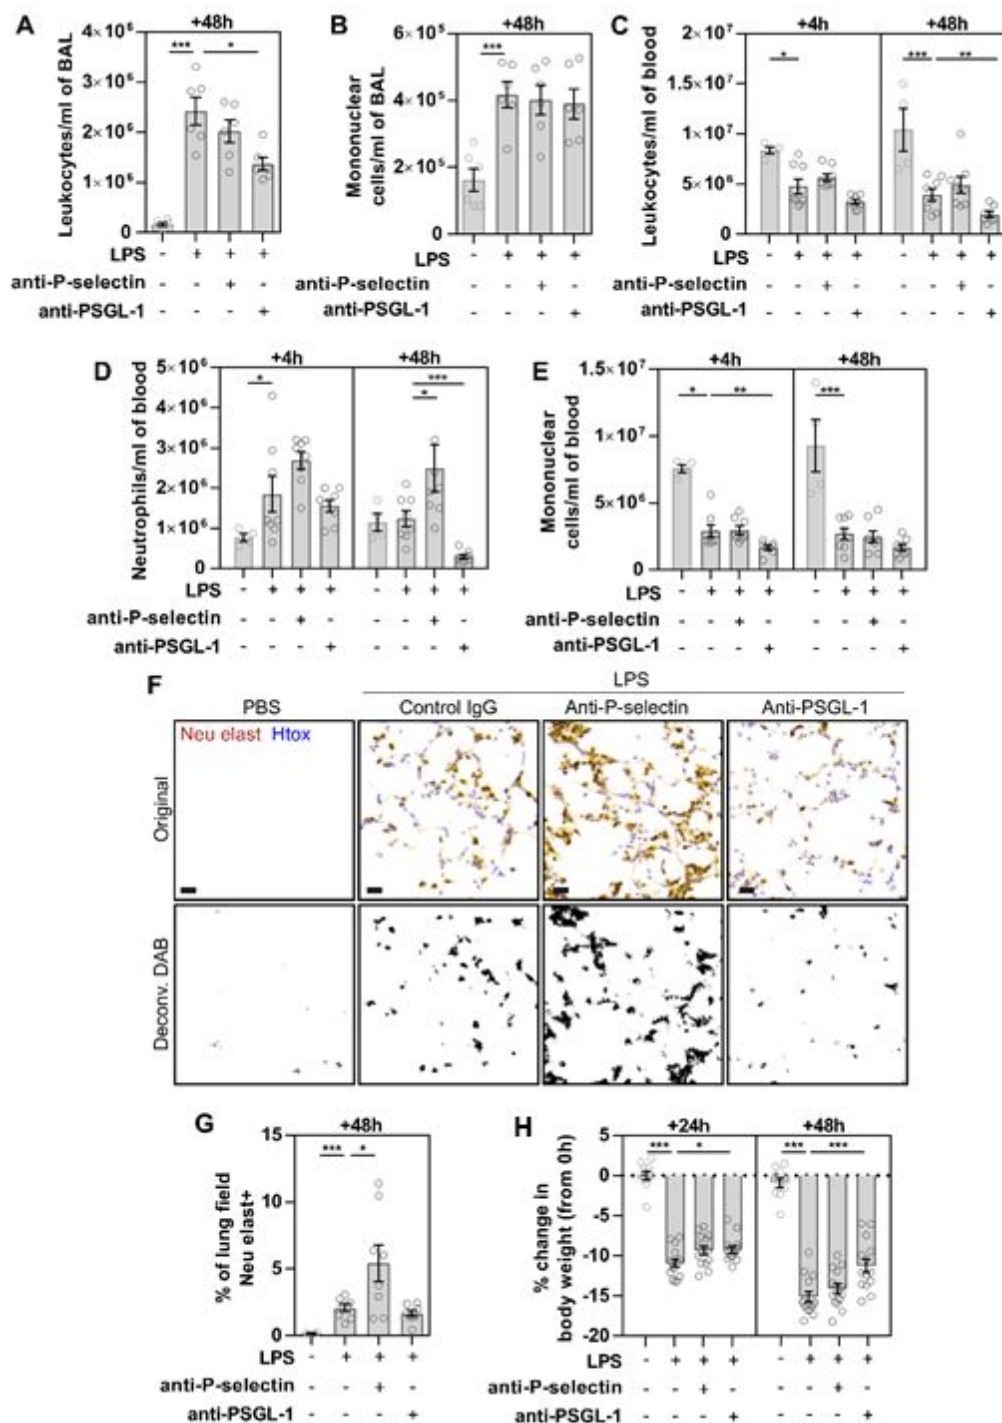 A
+48h
***
*
Leukocytes/ml of BAL
4×10⁶
3×10⁶
2×10⁶
1×10⁶
0
LPS - + + +
anti-P-selectin - - + -
anti-PSGL-1 - - - +
B
+48h
***
Mononuclear
cells/ml of BAL
6×10⁵
4×10⁵
2×10⁵
0
LPS - + + +
anti-P-selectin - - + -
anti-PSGL-1 - - - +
C
+4h +48h
* *** **
Leukocytes/ml of blood
2×10⁷
1.5×10⁷
1×10⁷
5×10⁶
0
LPS - + + + - + + +
anti-P-selectin - - + - - - + -
anti-PSGL-1 - - - + - - - +
D
+4h +48h
* * ***
Neutrophils/ml of blood
5×10⁶
4×10⁶
3×10⁶
2×10⁶
1×10⁶
0
LPS - + + + - + + +
anti-P-selectin - - + - - - + -
anti-PSGL-1 - - - + - - - +
E
+4h +48h
* ** ***
Mononuclear
cells/ml of blood
1.5×10⁷
1×10⁷
5×10⁶
0
LPS - + + + - + + +
anti-P-selectin - - + - - - + -
anti-PSGL-1 - - - + - - - +
F
LPS
PBS Control IgG Anti-P-selectin Anti-PSGL-1
Neu elast Htox
Original
Deconv. DAB
G
+48h
*** *
% of lung field
Neu elast+
15
10
5
0
LPS - + + +
anti-P-selectin - - + -
anti-PSGL-1 - - - +
H
+24h +48h
*** * *** ***
% change in
body weight (from 0h)
5
0
-5
-10
-15
-20
LPS - + + + - + + +
anti-P-selectin - - + - - - + -
anti-PSGL-1 - - - + - - - +